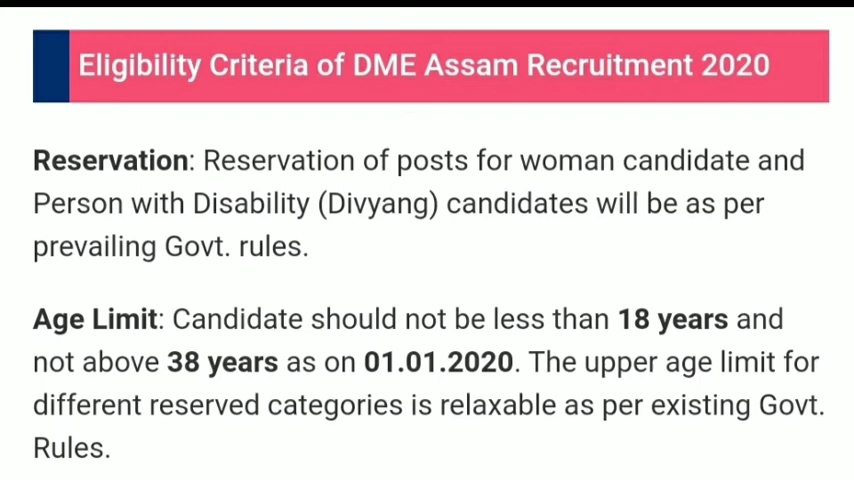 Eligibility Criteria of DME Assam Recruitment 2020
Reservation: Reservation of posts for woman candidate and
Person with Disability (Divyang) candidates will be as per
prevailing Govt. rules.
Age Limit: Candidate should not be less than 18 years and
not above 38 years as on 01.01.2020. The upper age limit for
different reserved categories is relaxable as per existing Govt.
Rules.